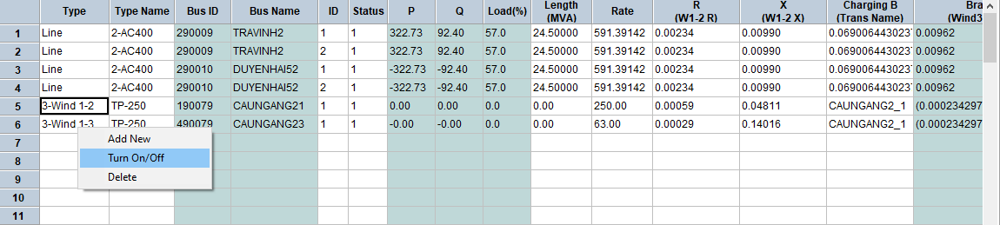 Type Type Name Bus ID Bus Name ID Status P Q Load(%) Length (MVA) Rate R (W1-2 R) X (W1-2 X) Charging B (Trans Name) Bra (Wind3
1 Line 2-AC400 290009 TRAVINH2 1 1 322.73 92.40 57.0 24.50000 591.39142 0.00234 0.00990 0.0690064430237 0.00962
2 Line 2-AC400 290009 TRAVINH2 2 1 322.73 92.40 57.0 24.50000 591.39142 0.00234 0.00990 0.0690064430237 0.00962
3 Line 2-AC400 290010 DUYENHAI52 1 1 -322.73 -92.40 57.0 24.50000 591.39142 0.00234 0.00990 0.0690064430237 0.00962
4 Line 2-AC400 290010 DUYENHAI52 2 1 -322.73 -92.40 57.0 24.50000 591.39142 0.00234 0.00990 0.0690064430237 0.00962
5 3-Wind 1-2 TP-250 190079 CAUNGANG21 1 1 0.00 0.00 0.0 0.00 250.00 0.00059 0.04811 CAUNGANG2_1 (0.000234297
6 3-Wind 1-3 TP-250 490079 CAUNGANG23 1 1 -0.00 -0.00 0.0 0.00 63.00 0.00029 0.14016 CAUNGANG2_1 (0.000234297
7
Add New
8
Turn On/Off
9
Delete
10
11